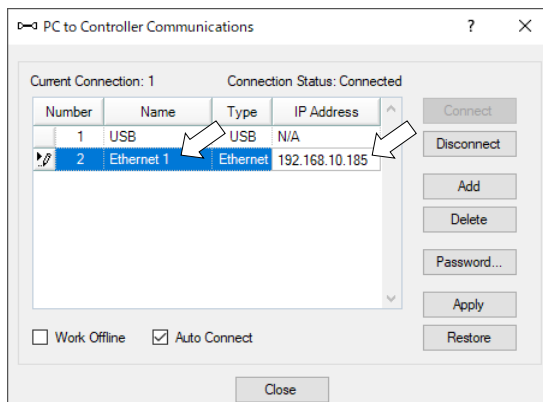 PC to Controller Communications ?
Current Connection: 1 Connection Status: Connected
Number Name Type IP Address Connect
1 USB USB N/A Disconnect
2 Ethernet 1 Ethernet 192.168.10.185
Add
Delete
Password...
Apply
Work Offline Auto Connect Restore
Close